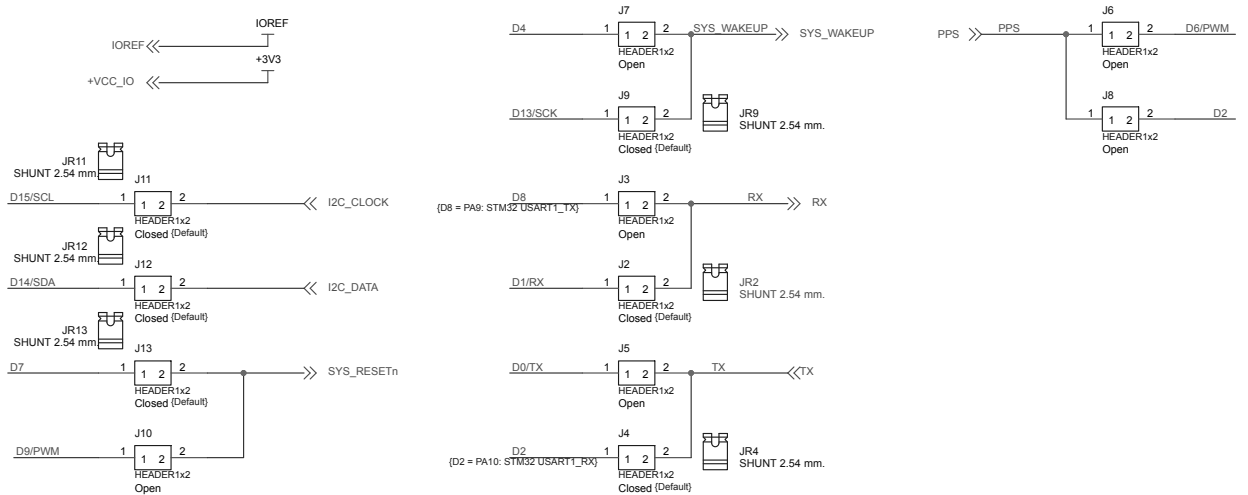 IOREF
IOREF
+3V3
+VCC_IO
JR11
SHUNT 2.54 mm.
J11
D15/SCL 1 1 2 2 I2C_CLOCK
HEADER1x2
Closed {Default}
JR12
SHUNT 2.54 mm.
J12
D14/SDA 1 1 2 2 I2C_DATA
HEADER1x2
Closed {Default}
JR13
SHUNT 2.54 mm.
J13
D7 1 1 2 2 SYS_RESETn
HEADER1x2
Closed {Default}
J10
D9/PWM 1 1 2 2
HEADER1x2
Open
J7
D4 1 1 2 2 SYS_WAKEUP SYS_WAKEUP
HEADER1x2
Open
J9
D13/SCK 1 1 2 2
HEADER1x2
Closed {Default}
JR9
SHUNT 2.54 mm.
J3
D8 1 1 2 2 RX RX
{D8 = PA9: STM32 USART1_TX}
HEADER1x2
Open
J2
D1/RX 1 1 2 2
HEADER1x2
Closed {Default}
JR2
SHUNT 2.54 mm.
J5
D0/TX 1 1 2 2 TX TX
HEADER1x2
Open
J4
D2 1 1 2 2
{D2 = PA10: STM32 USART1_RX}
HEADER1x2
Closed {Default}
JR4
SHUNT 2.54 mm.
J6
PPS PPS 1 1 2 2 D6/PWM
HEADER1x2
Open
J8
1 1 2 2 D2
HEADER1x2
Open